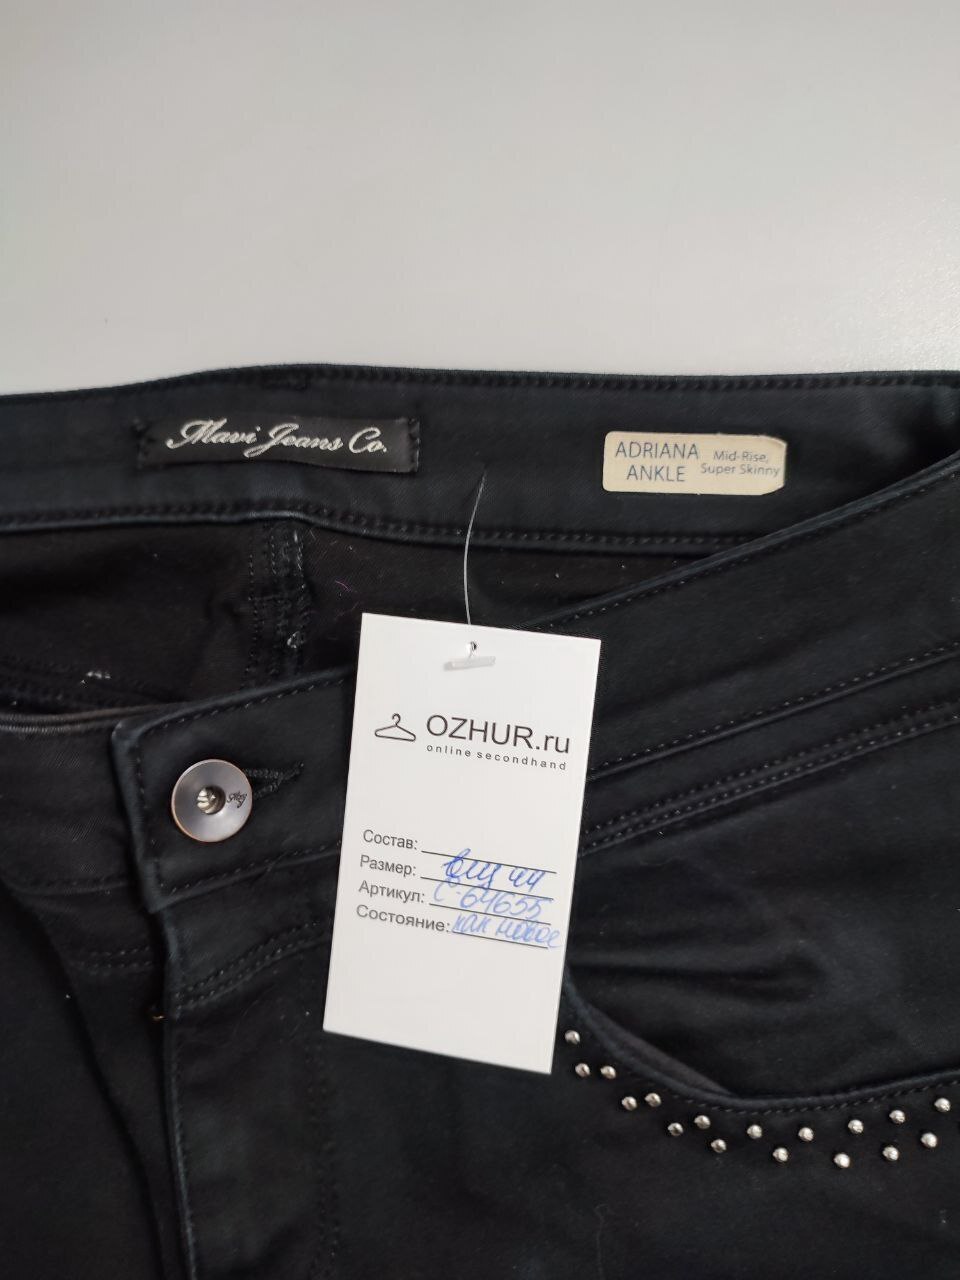 Mavi Jeans Co.
ADRIANA
ANKLE
Mid-Rise,
Super Skinny
OZHUR.ru
online secondhand
Состав:
Размер: 44
Артикул: С-64655
Состояние: как новое